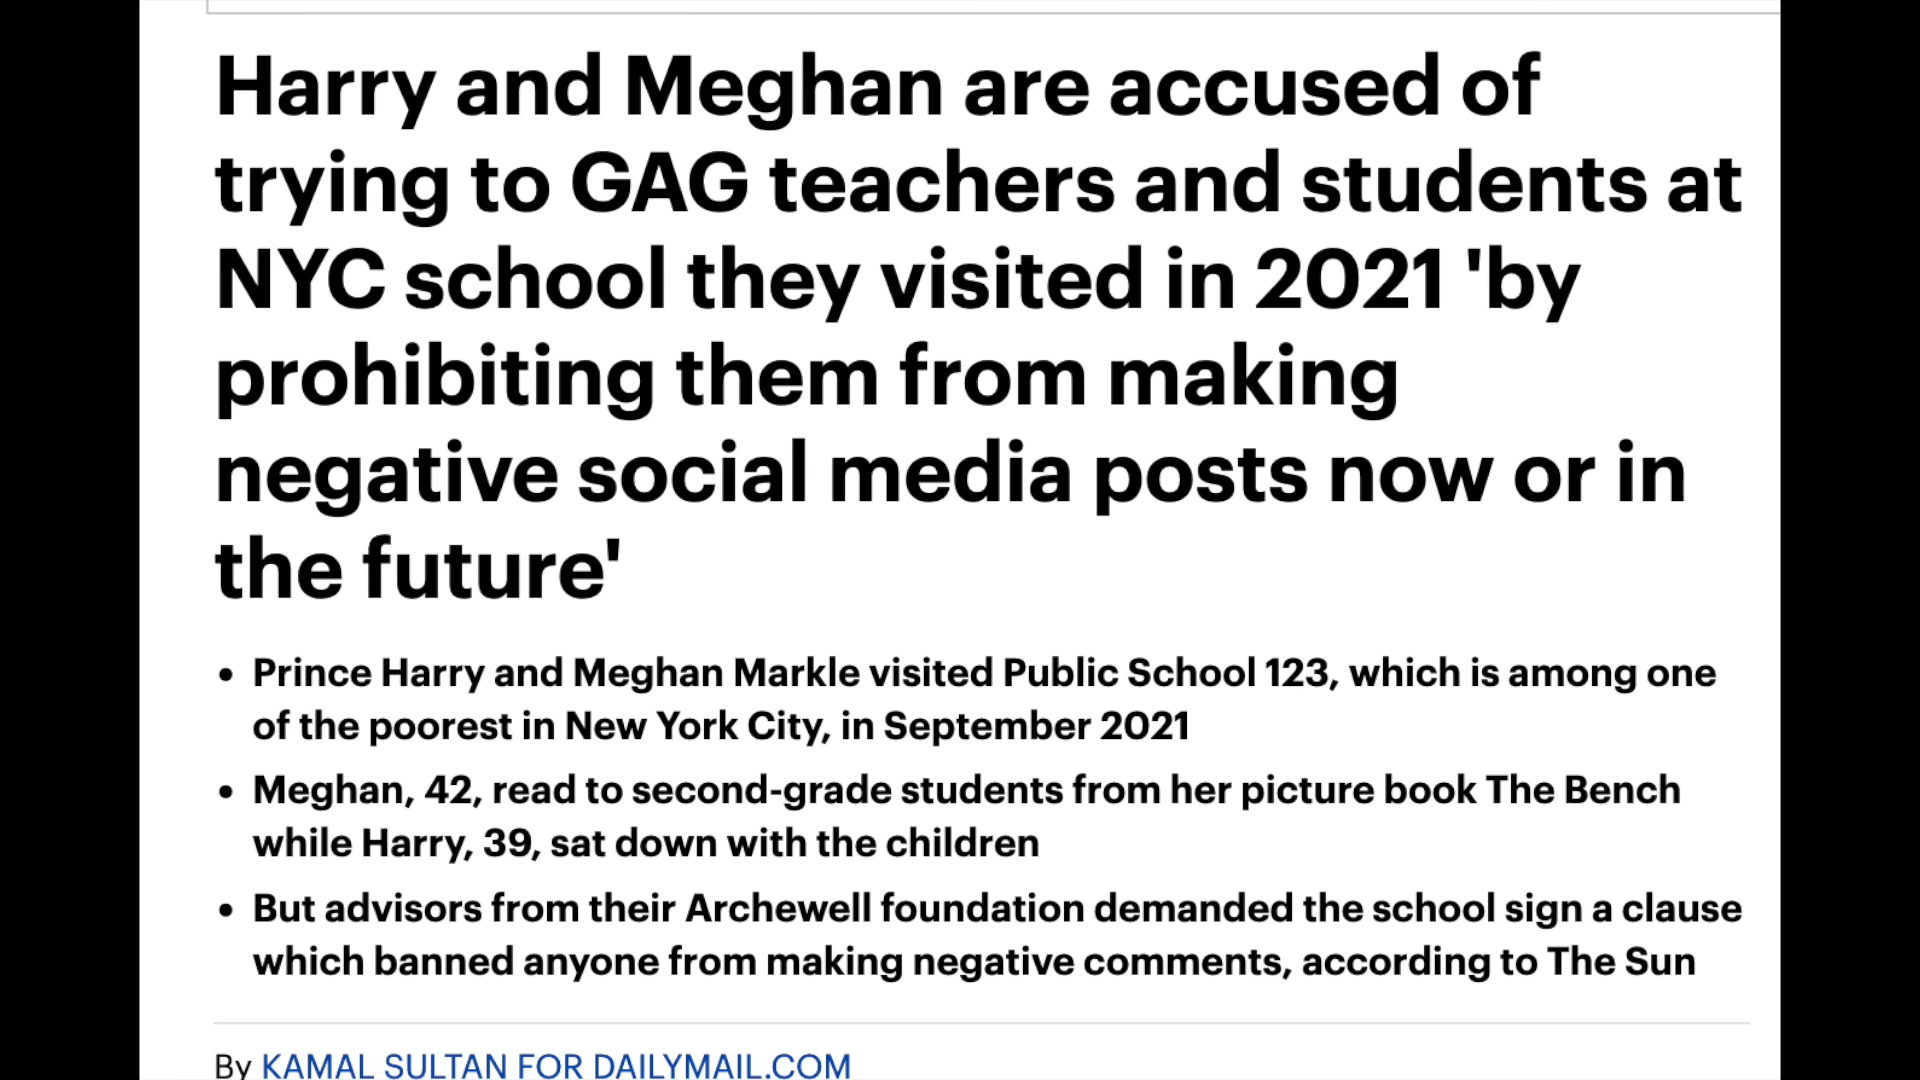 Harry and Meghan are accused of
trying to GAG teachers and students at
NYC school they visited in 2021 'by
prohibiting them from making
negative social media posts now or in
the future'
• Prince Harry and Meghan Markle visited Public School 123, which is among one
of the poorest in New York City, in September 2021
• Meghan, 42, read to second-grade students from her picture book The Bench
while Harry, 39, sat down with the children
• But advisors from their Archewell foundation demanded the school sign a clause
which banned anyone from making negative comments, according to The Sun
By KAMAL SULTAN FOR DAILYMAIL.COM